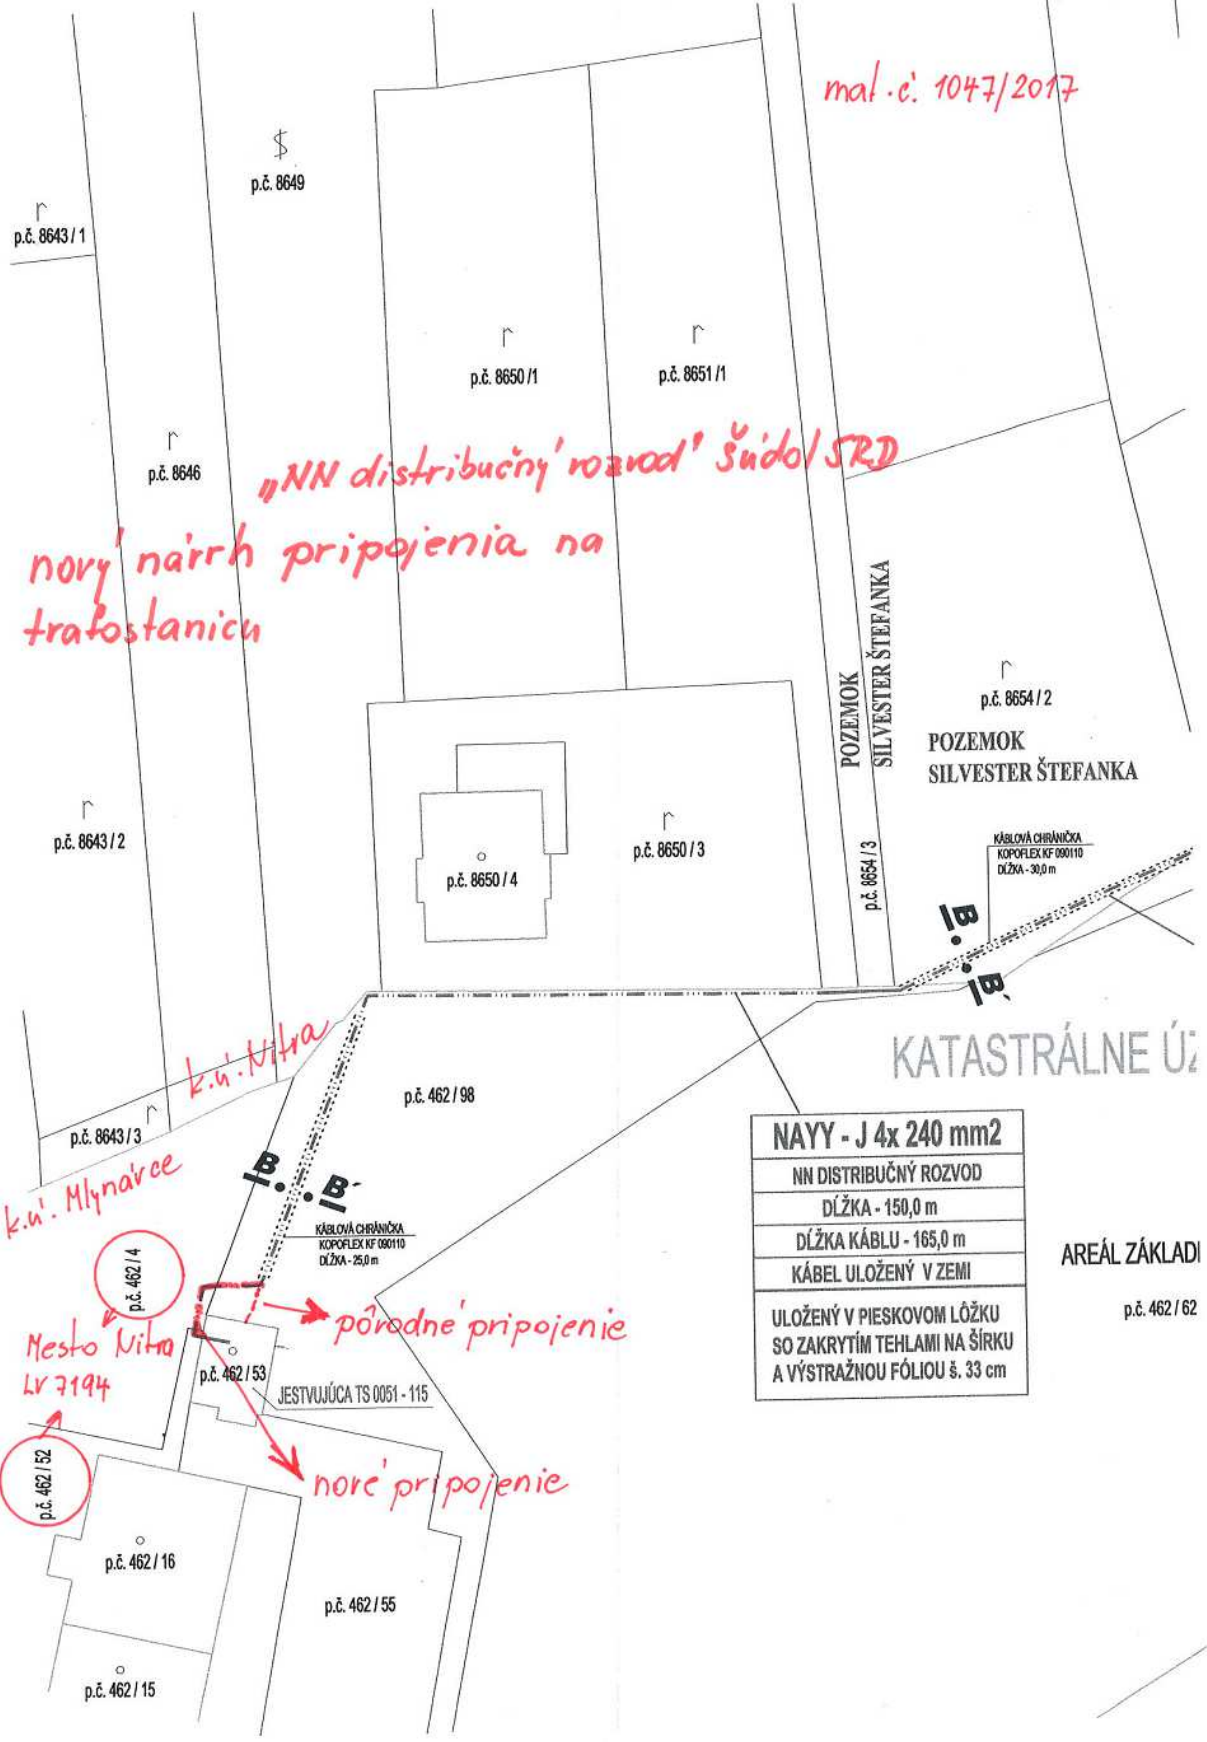 mat.č. 1047/2017
$
p.č. 8649
r
p.č. 8643 / 1
r
p.č. 8650 /1
r
p.č. 8651 /1
r
p.č. 8646
„NN distribučný rozvod" Šúdol SRD
nový návrh pripojenia na
trafostanicu
POZEMOK
SILVESTER ŠTEFANKA
r
p.č. 8654 / 2
POZEMOK
SILVESTER ŠTEFANKA
r
p.č. 8643 / 2
p.č. 8650 / 4
r
p.č. 8650 / 3
p.č. 8654 / 3
KÁBLOVÁ CHRÁNIČKA
KOPOFLEX KF 090110
DĹŽKA - 30,0 m
B
B´
k.ú. Nitra
KATASTRÁLNE ÚZ
p.č. 462 / 98
r
p.č. 8643 / 3
k.ú. Mlynárce
B
B´
KÁBLOVÁ CHRÁNIČKA
KOPOFLEX KF 090110
DĹŽKA - 25,0 m
NAYY - J 4x 240 mm2
NN DISTRIBUČNÝ ROZVOD
DĹŽKA - 150,0 m
DĹŽKA KÁBLU - 165,0 m
KÁBEL ULOŽENÝ V ZEMI
ULOŽENÝ V PIESKOVOM LÔŽKU
SO ZAKRYTÍM TEHLAMI NA ŠÍRKU
A VÝSTRAŽNOU FÓLIOU š. 33 cm
AREÁL ZÁKLADI
p.č. 462 / 62
p.č. 462 / 4
pôvodné pripojenie
Mesto Nitra
LV 7194
p.č. 462 / 53
JESTVUJÚCA TS 0051 - 115
p.č. 462 / 52
nové pripojenie
p.č. 462 / 16
p.č. 462 / 55
p.č. 462 / 15